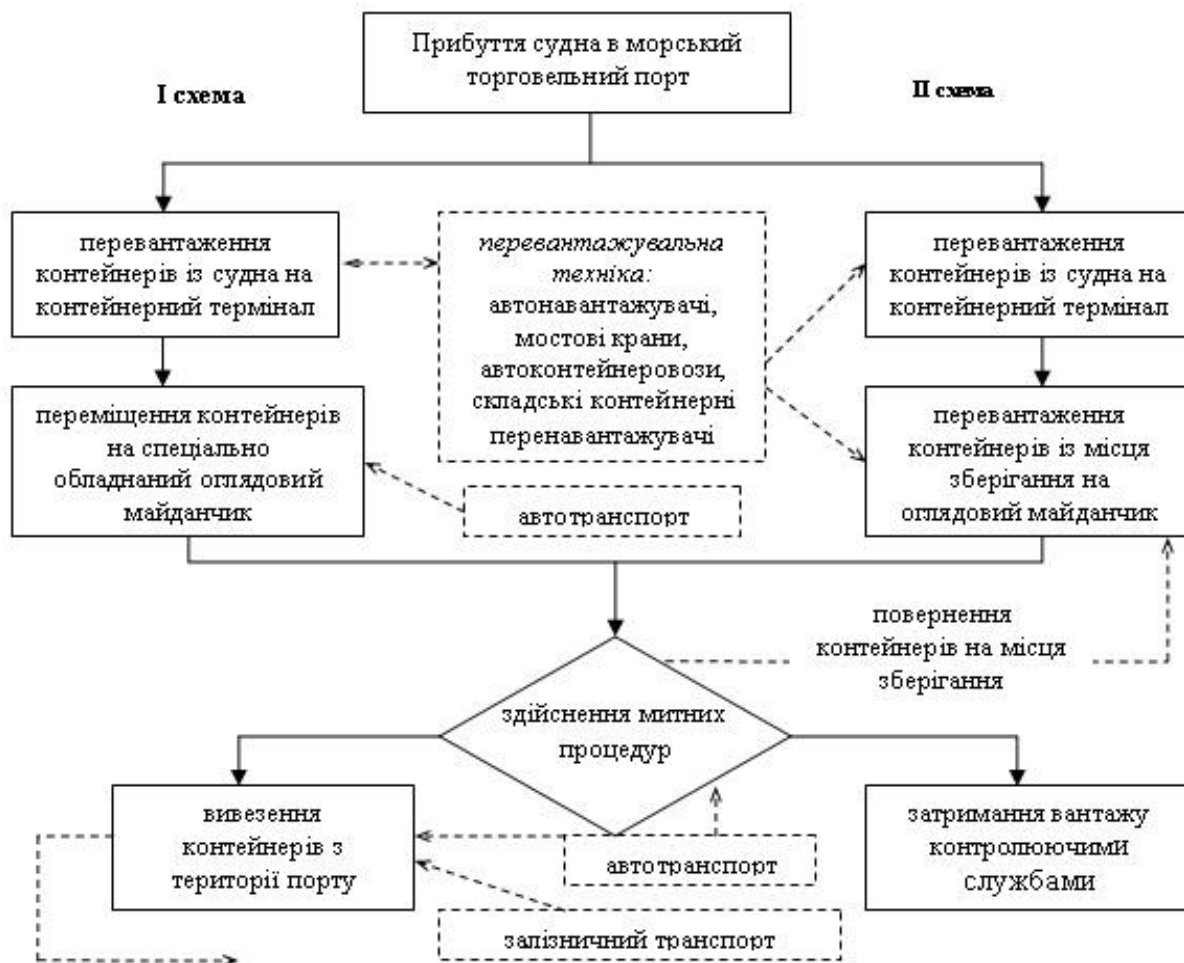 Прибуття судна в морський
торговельний порт
І схема
ІІ схема
перевантаження
контейнерів із судна на
контейнерний термінал
перевантажувальна
техніка:
автонавантажувачі,
мостові крани,
автоконтейнеровози,
складські контейнерні
перенавантажувачі
перевантаження
контейнерів із судна на
контейнерний термінал
переміщення контейнерів
на спеціально
обладнаний оглядовий
майданчик
автотранспорт
перевантаження
контейнерів із місця
зберігання на
оглядовий майданчик
повернення
контейнерів на місця
зберігання
здійснення митних
процедур
вивезення
контейнерів з
території порту
автотранспорт
залізничний транспорт
затримання вантажу
контролюючими
службами